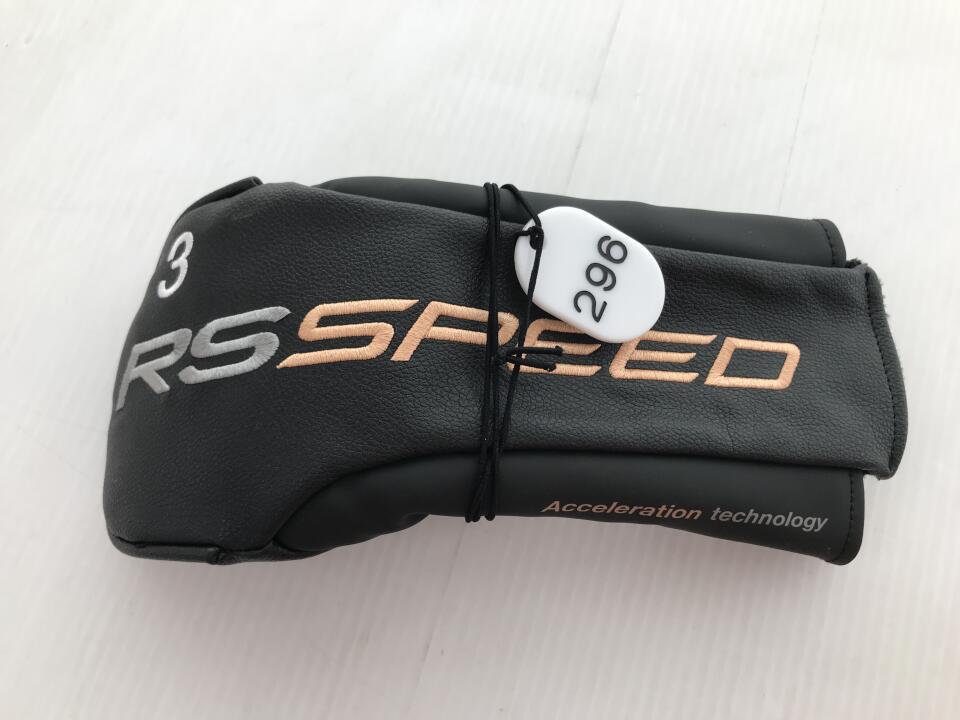 3
RSSPEED
296
Acceleration technology